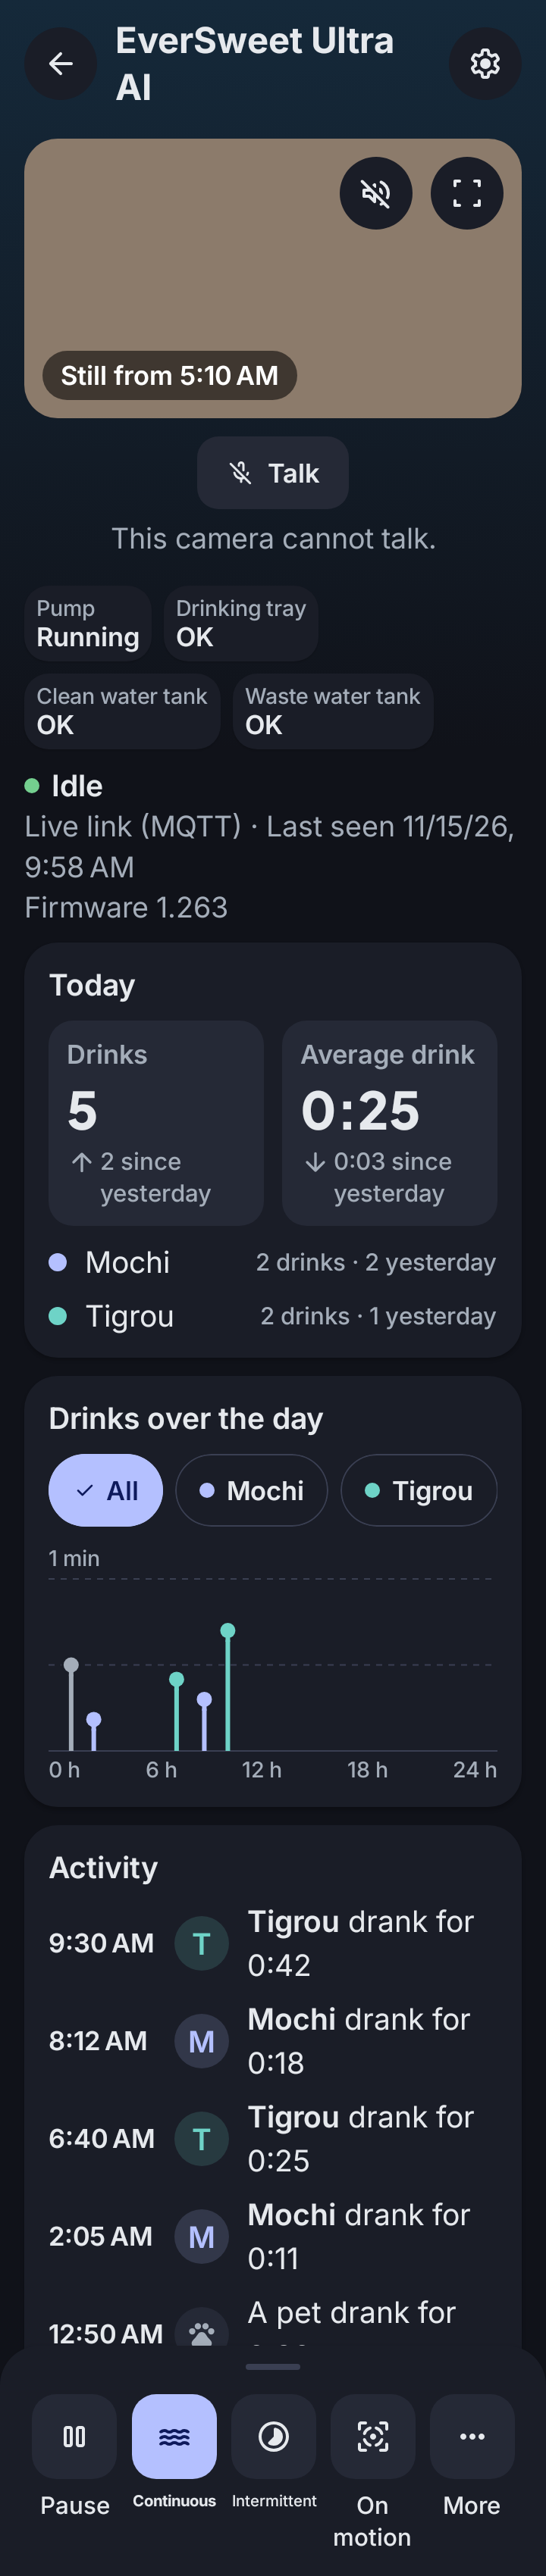 EverSweet Ultra
AI
Still from 5:10 AM
Talk
This camera cannot talk.
Pump
Running
Drinking tray
OK
Clean water tank
OK
Waste water tank
OK
Idle
Live link (MQTT) · Last seen 11/15/26,
9:58 AM
Firmware 1.263
Today
Drinks
5
2 since
yesterday
Average drink
0:25
0:03 since
yesterday
Mochi
2 drinks · 2 yesterday
Tigrou
2 drinks · 1 yesterday
Drinks over the day
All
Mochi
Tigrou
1 min
0 h
6 h
12 h
18 h
24 h
Activity
9:30 AM
T
Tigrou drank for
0:42
8:12 AM
M
Mochi drank for
0:18
6:40 AM
T
Tigrou drank for
0:25
2:05 AM
M
Mochi drank for
0:11
12:50 AM
A pet drank for
Pause
Continuous
Intermittent
On
motion
More